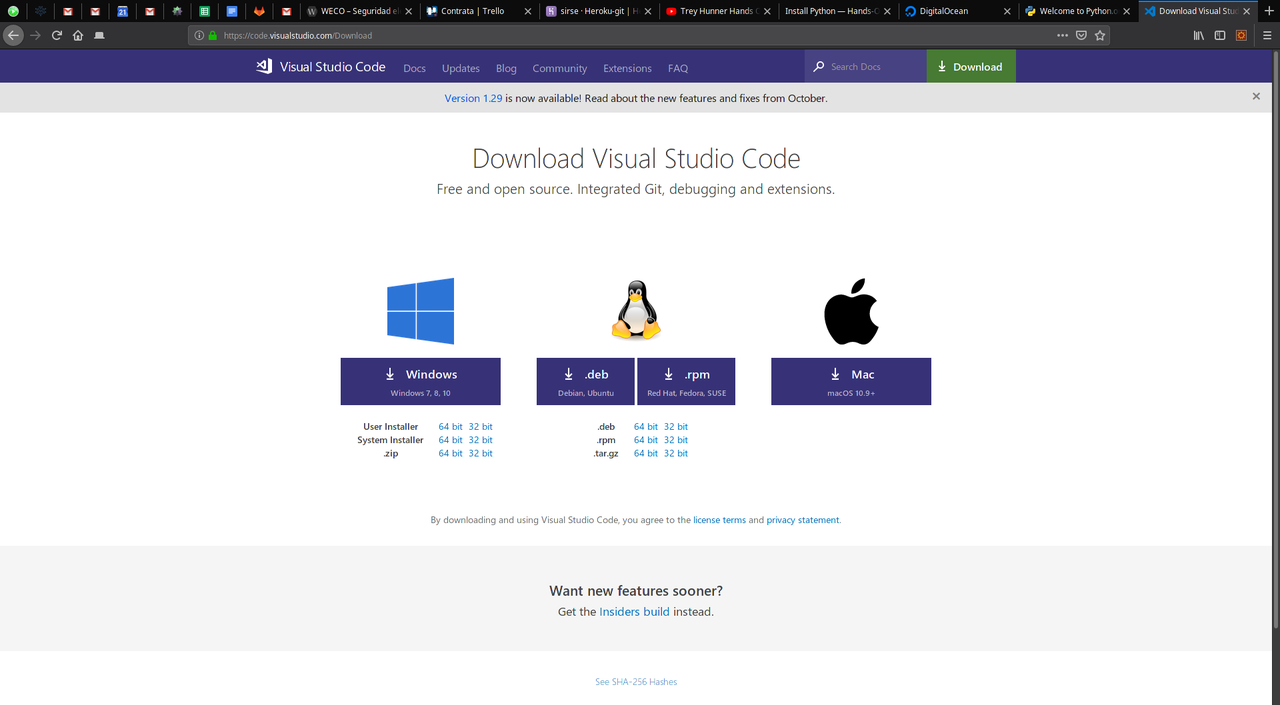 WECO – Seguridad el
Contrata | Trello
sirse · Heroku-git | H
Trey Hunner Hands
Install Python — Hands-
DigitalOcean
Welcome to Python.o
Download Visual Stud
https://code.visualstudio.com/Download
Visual Studio Code Docs Updates Blog Community Extensions FAQ Search Docs Download
Version 1.29 is now available! Read about the new features and fixes from October.
Download Visual Studio Code
Free and open source. Integrated Git, debugging and extensions.
Windows
Windows 7, 8, 10
User Installer 64 bit 32 bit
System Installer 64 bit 32 bit
.zip 64 bit 32 bit
.deb
Debian, Ubuntu
.rpm
Red Hat, Fedora, SUSE
.deb 64 bit 32 bit
.rpm 64 bit 32 bit
.tar.gz 64 bit 32 bit
Mac
macOS 10.9+
By downloading and using Visual Studio Code, you agree to the license terms and privacy statement.
Want new features sooner?
Get the Insiders build instead.
See SHA-256 Hashes